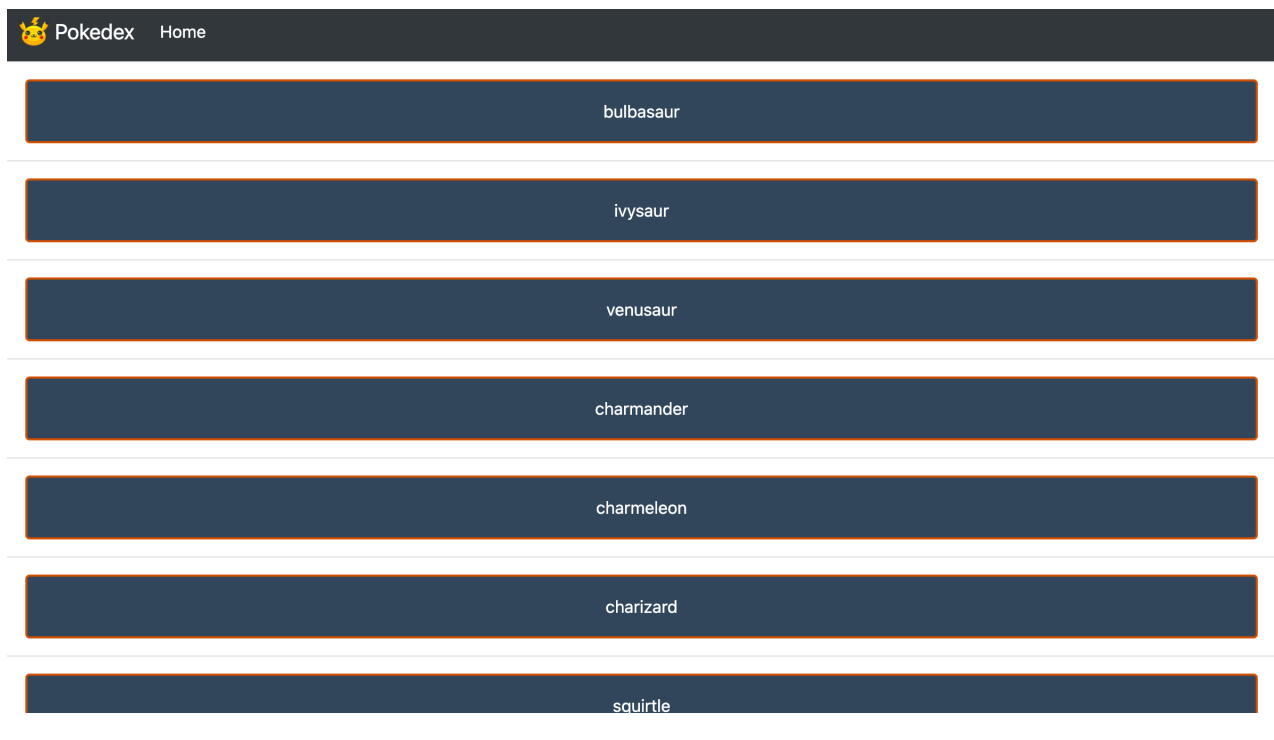 Pokedex Home
bulbasaur
ivysaur
venusaur
charmander
charmeleon
charizard
squirtle